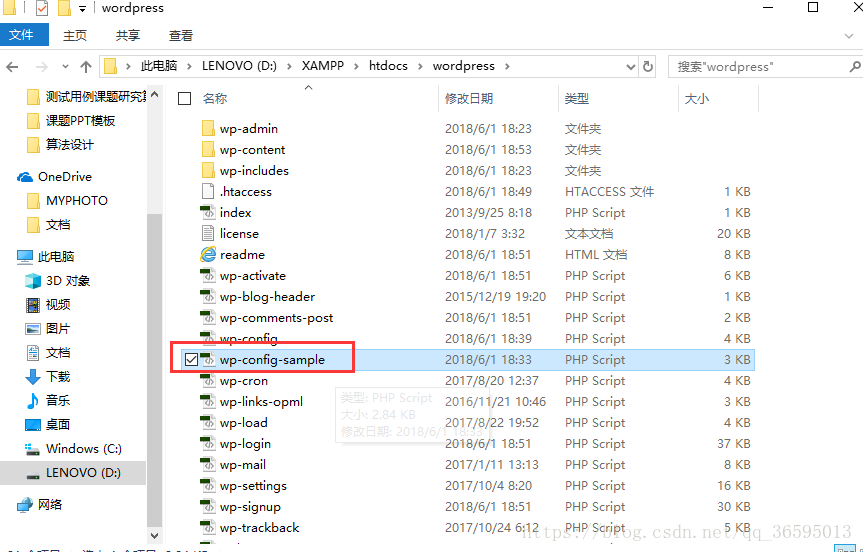 wordpress
文件 主页 共享 查看
此电脑 LENOVO (D:) XAMPP htdocs wordpress 搜索"wordpress"
测试用例课题研究
课题PPT模板
算法设计
OneDrive
MYPHOTO
文档
此电脑
3D 对象
视频
图片
文档
下载
音乐
桌面
Windows (C:)
LENOVO (D:)
网络
名称 修改日期 类型 大小
wp-admin 2018/6/1 18:23 文件夹
wp-content 2018/6/1 18:53 文件夹
wp-includes 2018/6/1 18:23 文件夹
.htaccess 2018/6/1 18:49 HTACCESS 文件 1 KB
index 2013/9/25 8:18 PHP Script 1 KB
license 2018/1/7 3:32 文本文档 20 KB
readme 2018/6/1 18:51 HTML 文档 8 KB
wp-activate 2018/6/1 18:51 PHP Script 6 KB
wp-blog-header 2015/12/19 19:20 PHP Script 1 KB
wp-comments-post 2018/6/1 18:51 PHP Script 2 KB
wp-config 2018/6/1 18:39 PHP Script 4 KB
wp-config-sample 2018/6/1 18:33 PHP Script 3 KB
wp-cron 2017/8/20 12:37 PHP Script 4 KB
wp-links-opml 2016/11/21 10:46 PHP Script 3 KB
wp-load 2017/8/22 19:52 PHP Script 4 KB
wp-login 2018/6/1 18:51 PHP Script 37 KB
wp-mail 2017/1/11 13:13 PHP Script 8 KB
wp-settings 2017/10/4 8:20 PHP Script 16 KB
wp-signup 2018/6/1 18:51 PHP Script 30 KB
wp-trackback 2017/10/24 6:12 PHP Script 5 KB
类型: PHP Script
大小: 2.84 KB
修改日期: 2018/6/1 18:33
https://blog.csdn.net/qq_36595013